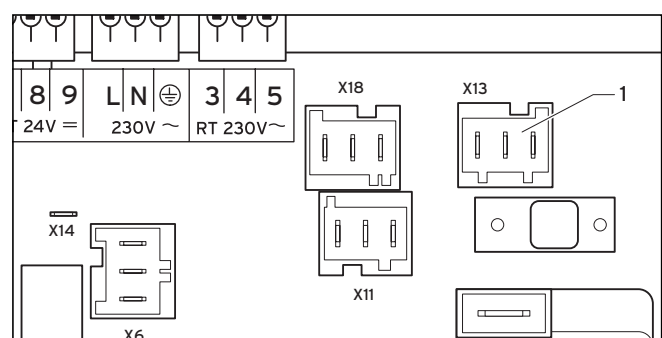 8 9 L N 3 4 5
24V = 230V ~ RT 230V~
X18 X13 1
X14
X11
X6